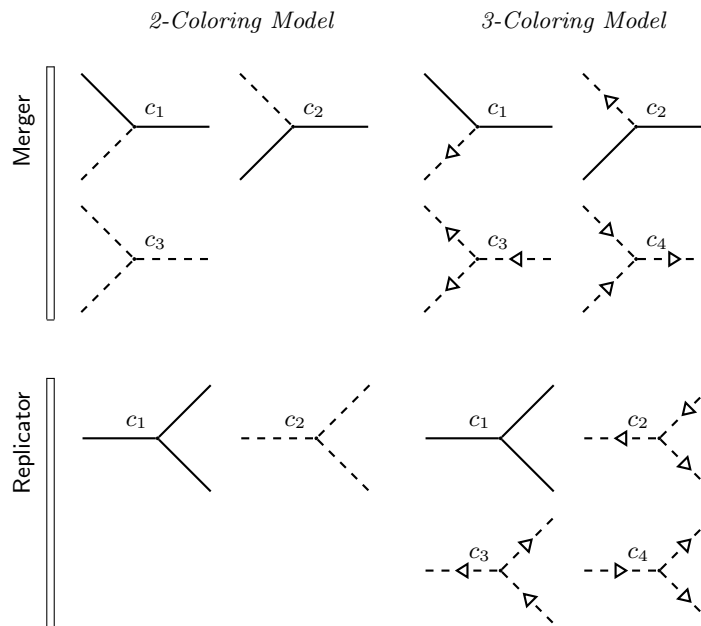 2-Coloring Model 3-Coloring Model
Merger
c1 c2 c1 c2
c3 c3 c4
Replicator
c1 c2 c1 c2
c3 c4